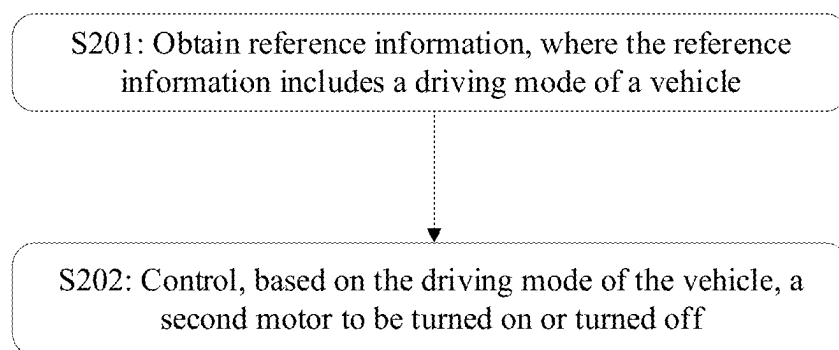 S201: Obtain reference information, where the reference
information includes a driving mode of a vehicle
S202: Control, based on the driving mode of the vehicle, a
second motor to be turned on or turned off